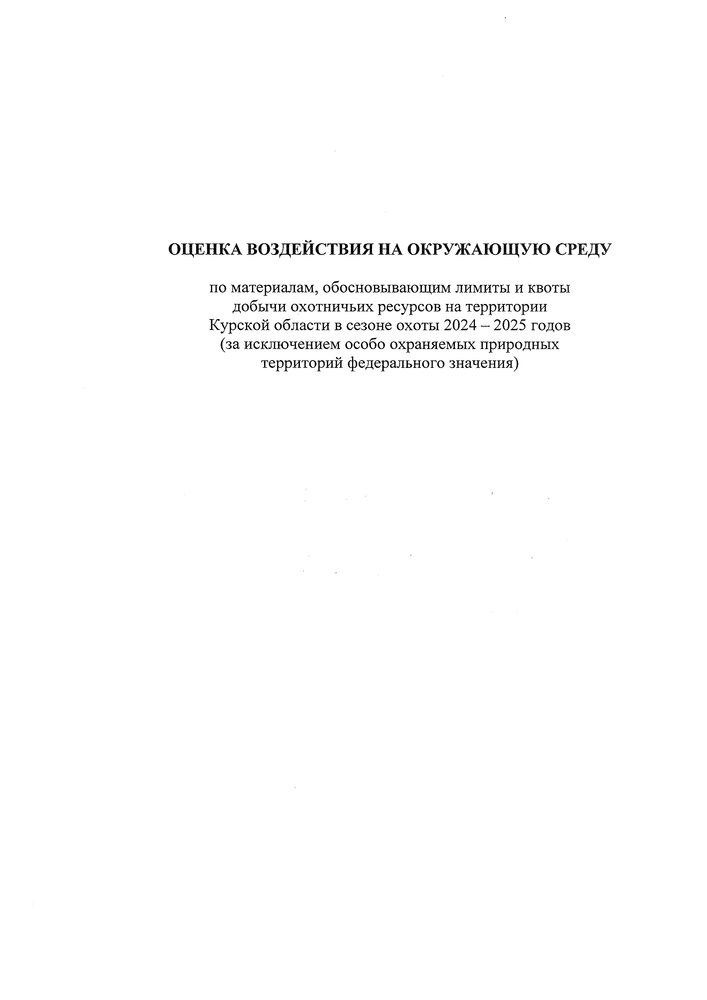 ОЦЕНКА ВОЗДЕЙСТВИЯ НА ОКРУЖАЮЩУЮ СРЕДУ
по материалам, обосновывающим лимиты и квоты
добычи охотничьих ресурсов на территории
Курской области в сезоне охоты 2024 – 2025 годов
(за исключением особо охраняемых природных
территорий федерального значения)